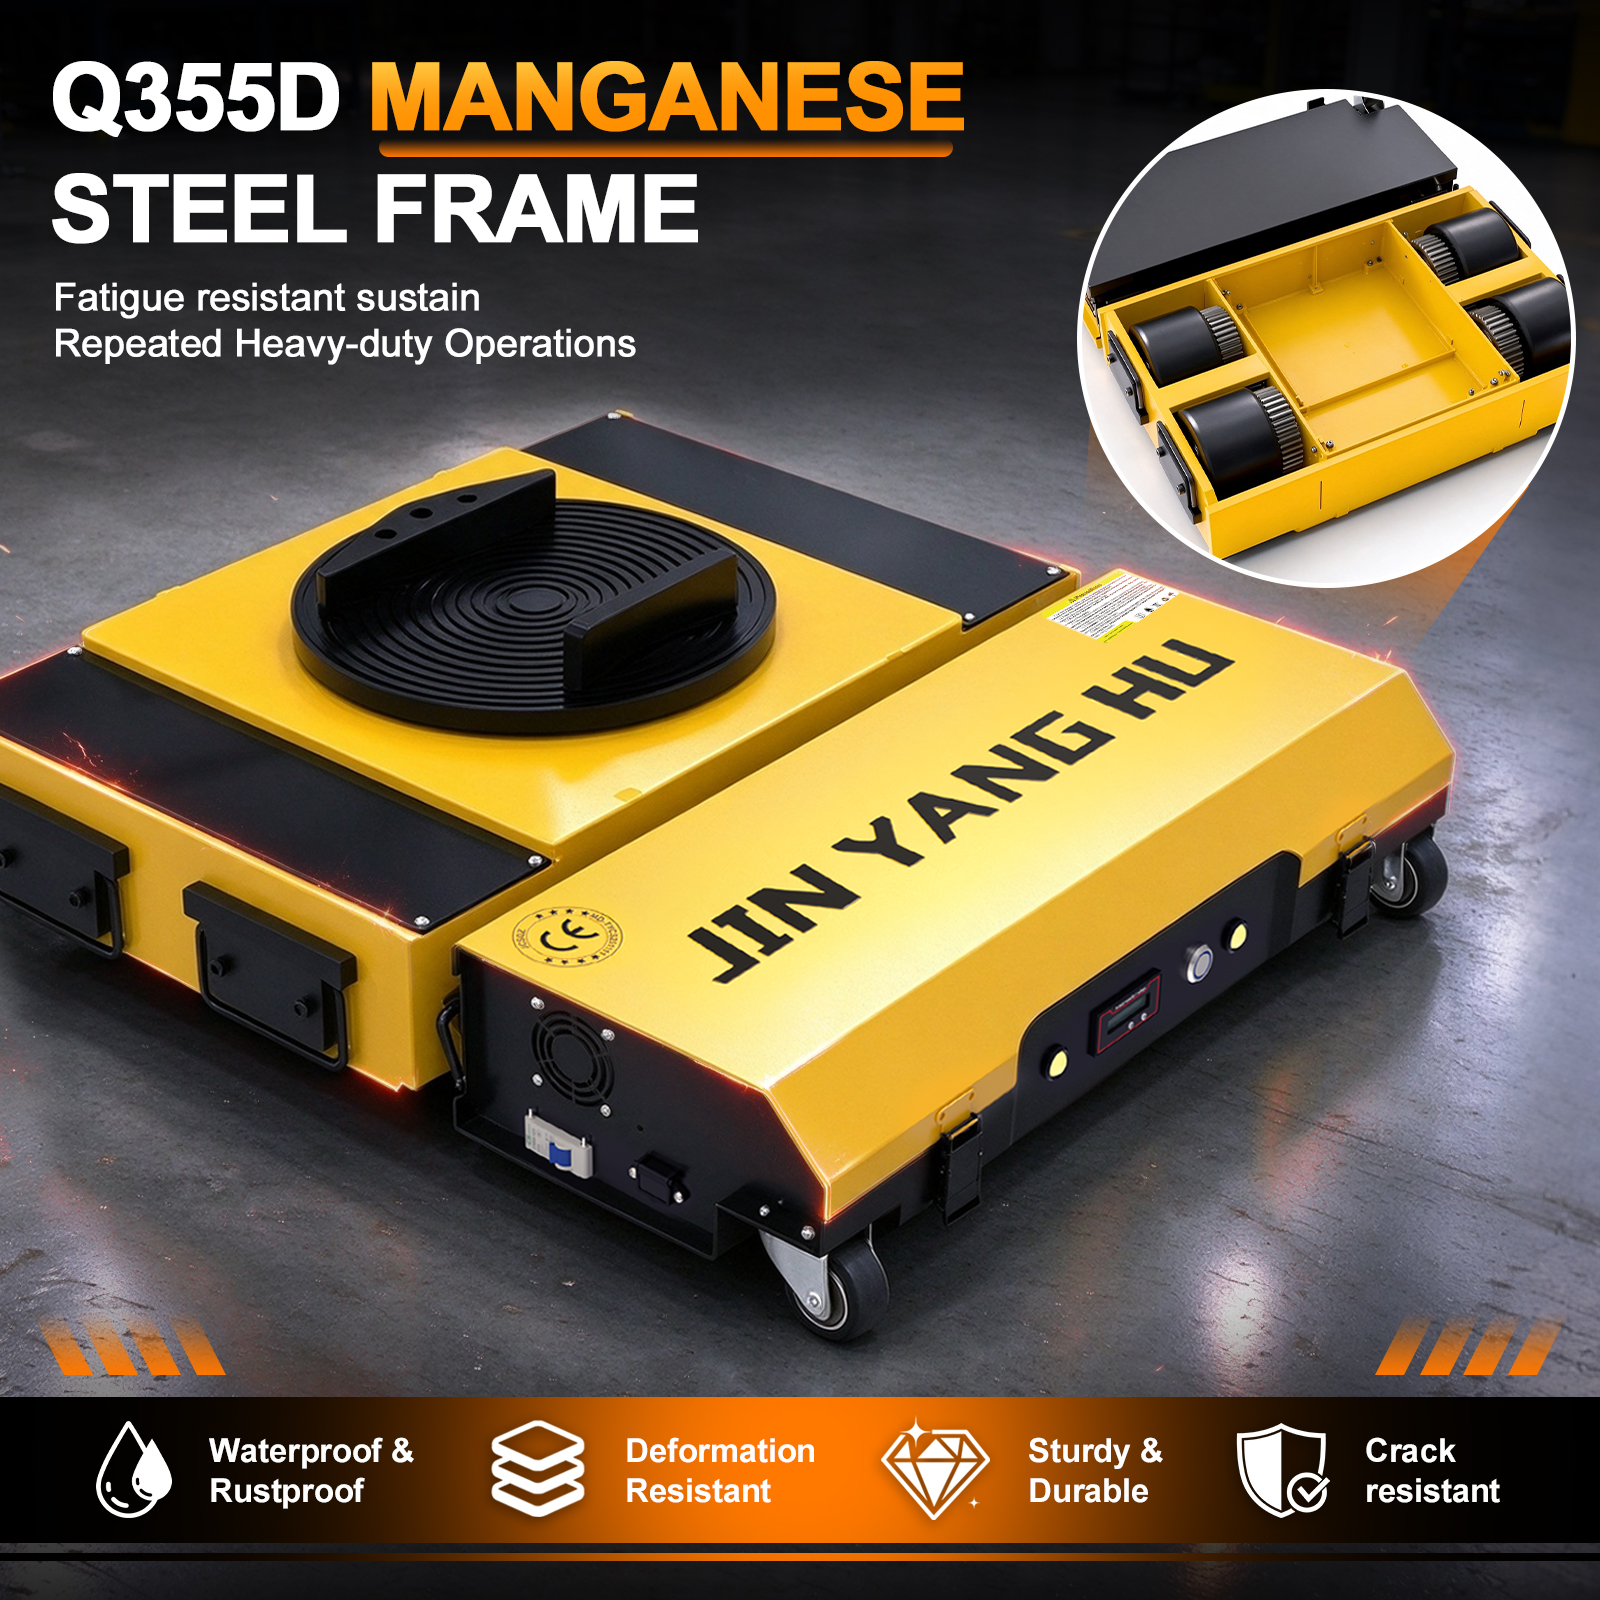 Q355D MANGANESE
STEEL FRAME
Fatigue resistant sustain
Repeated Heavy-duty Operations
JIN YANG HU
CE
Waterproof &
Rustproof
Deformation
Resistant
Sturdy &
Durable
Crack
resistant